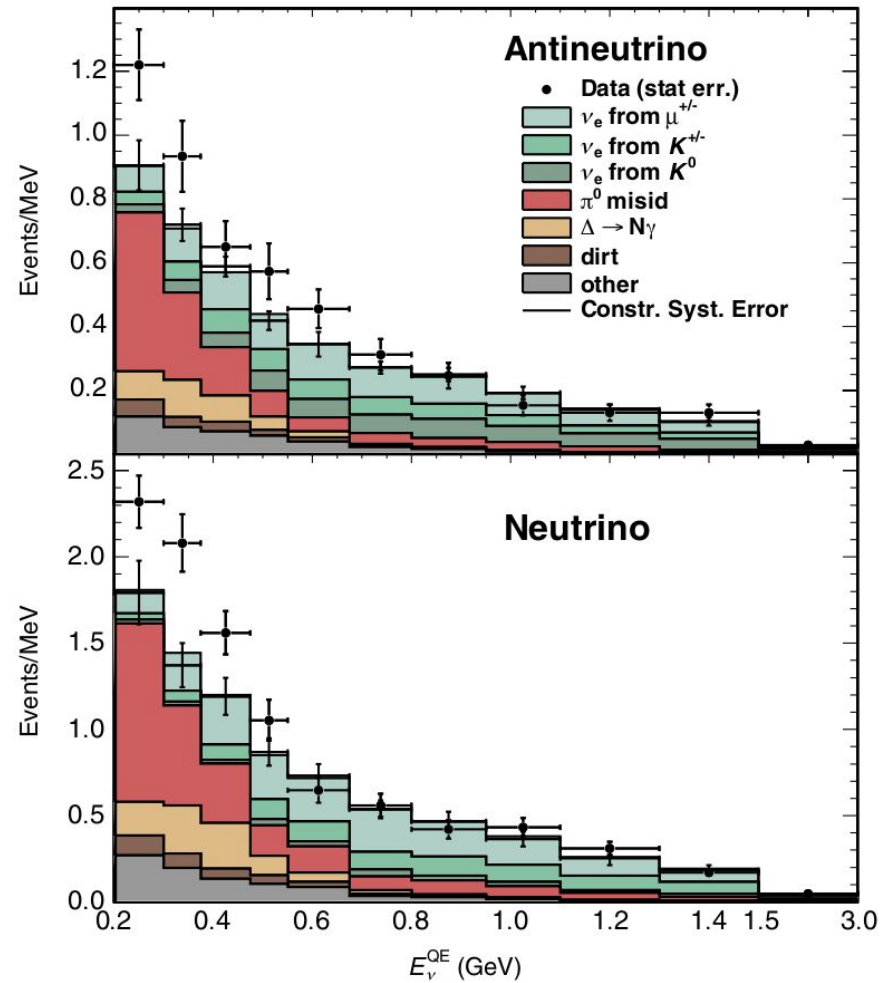 Antineutrino
Data (stat err.)
νe from μ+/-
νe from K+/-
νe from K0
π0 misid
Δ → Nγ
dirt
other
Constr. Syst. Error
Events/MeV
1.2
1.0
0.8
0.6
0.4
0.2
Neutrino
Events/MeV
2.5
2.0
1.5
1.0
0.5
0.0
0.2 0.4 0.6 0.8 1.0 1.2 1.4 1.5 3.0
EνQE (GeV)